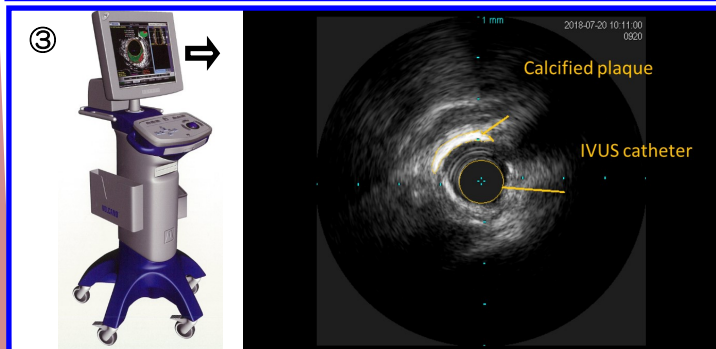 ③
1 mm
2018-07-20 10:11:00
0920
Calcified plaque
IVUS catheter